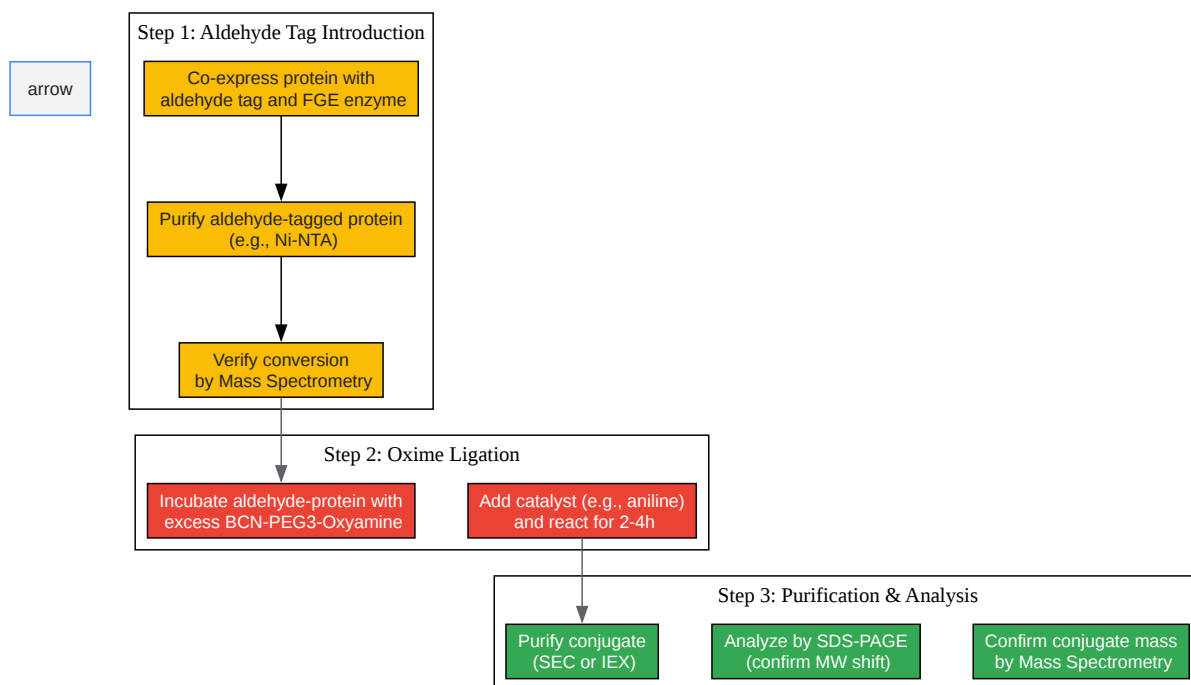 Step 1: Aldehyde Tag Introduction
arrow
Co-express protein with
aldehyde tag and FGE enzyme
Purify aldehyde-tagged protein
(e.g., Ni-NTA)
Verify conversion
by Mass Spectrometry
Step 2: Oxime Ligation
Incubate aldehyde-protein with
excess BCN-PEG3-Oxyamine
Add catalyst (e.g., aniline)
and react for 2-4h
Step 3: Purification & Analysis
Purify conjugate
(SEC or IEX)
Analyze by SDS-PAGE
(confirm MW shift)
Confirm conjugate mass
by Mass Spectrometry